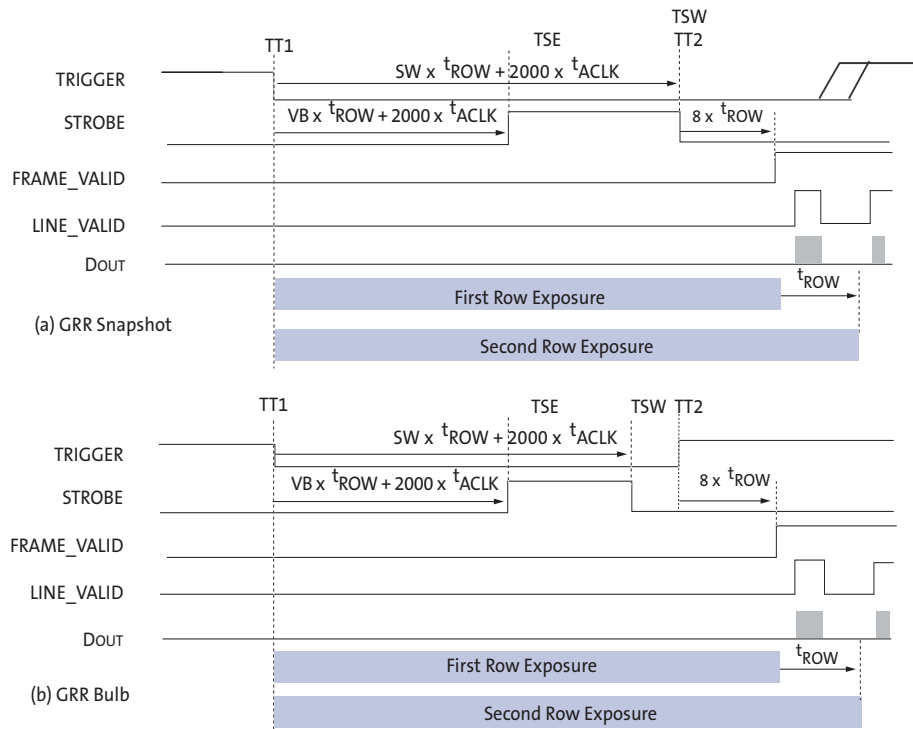 TSW
TT1 TSE TT2
TRIGGER SW x tROW + 2000 x tACLK
STROBE VB x tROW + 2000 x tACLK 8 x tROW
FRAME_VALID
LINE_VALID
DOUT
tROW
First Row Exposure
(a) GRR Snapshot
Second Row Exposure
TT1 TSE TSW TT2
SW x tROW + 2000 x tACLK
TRIGGER
VB x tROW + 2000 x tACLK 8 x tROW
STROBE
FRAME_VALID
LINE_VALID
DOUT
First Row Exposure tROW
(b) GRR Bulb
Second Row Exposure